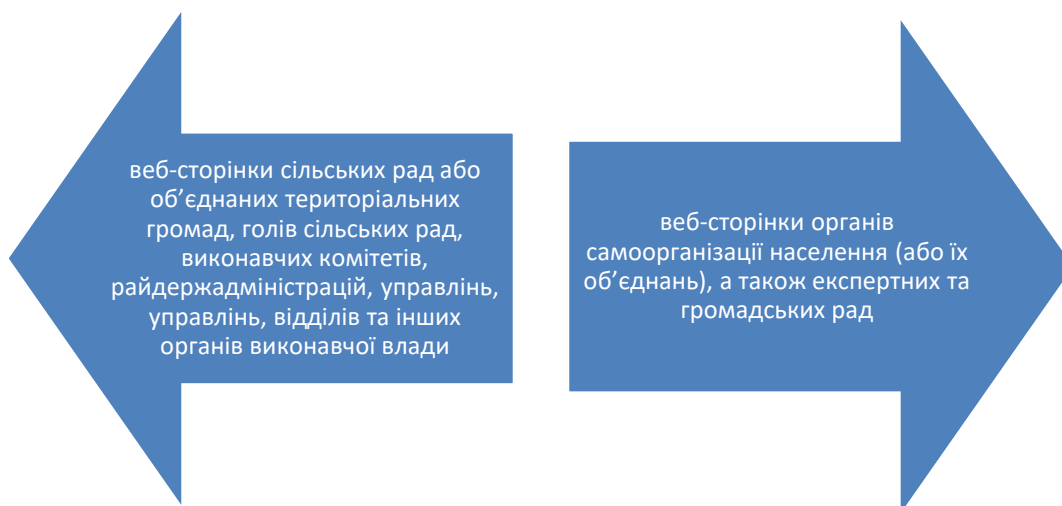 веб-сторінки сільських рад або
об’єднаних територіальних
громад, голів сільських рад,
виконавчих комітетів,
райдержадміністрацій, управлінь,
управлінь, відділів та інших
органів виконавчої влади
веб-сторінки органів
самоорганізації населення (або їх
об’єднань), а також експертних та
громадських рад